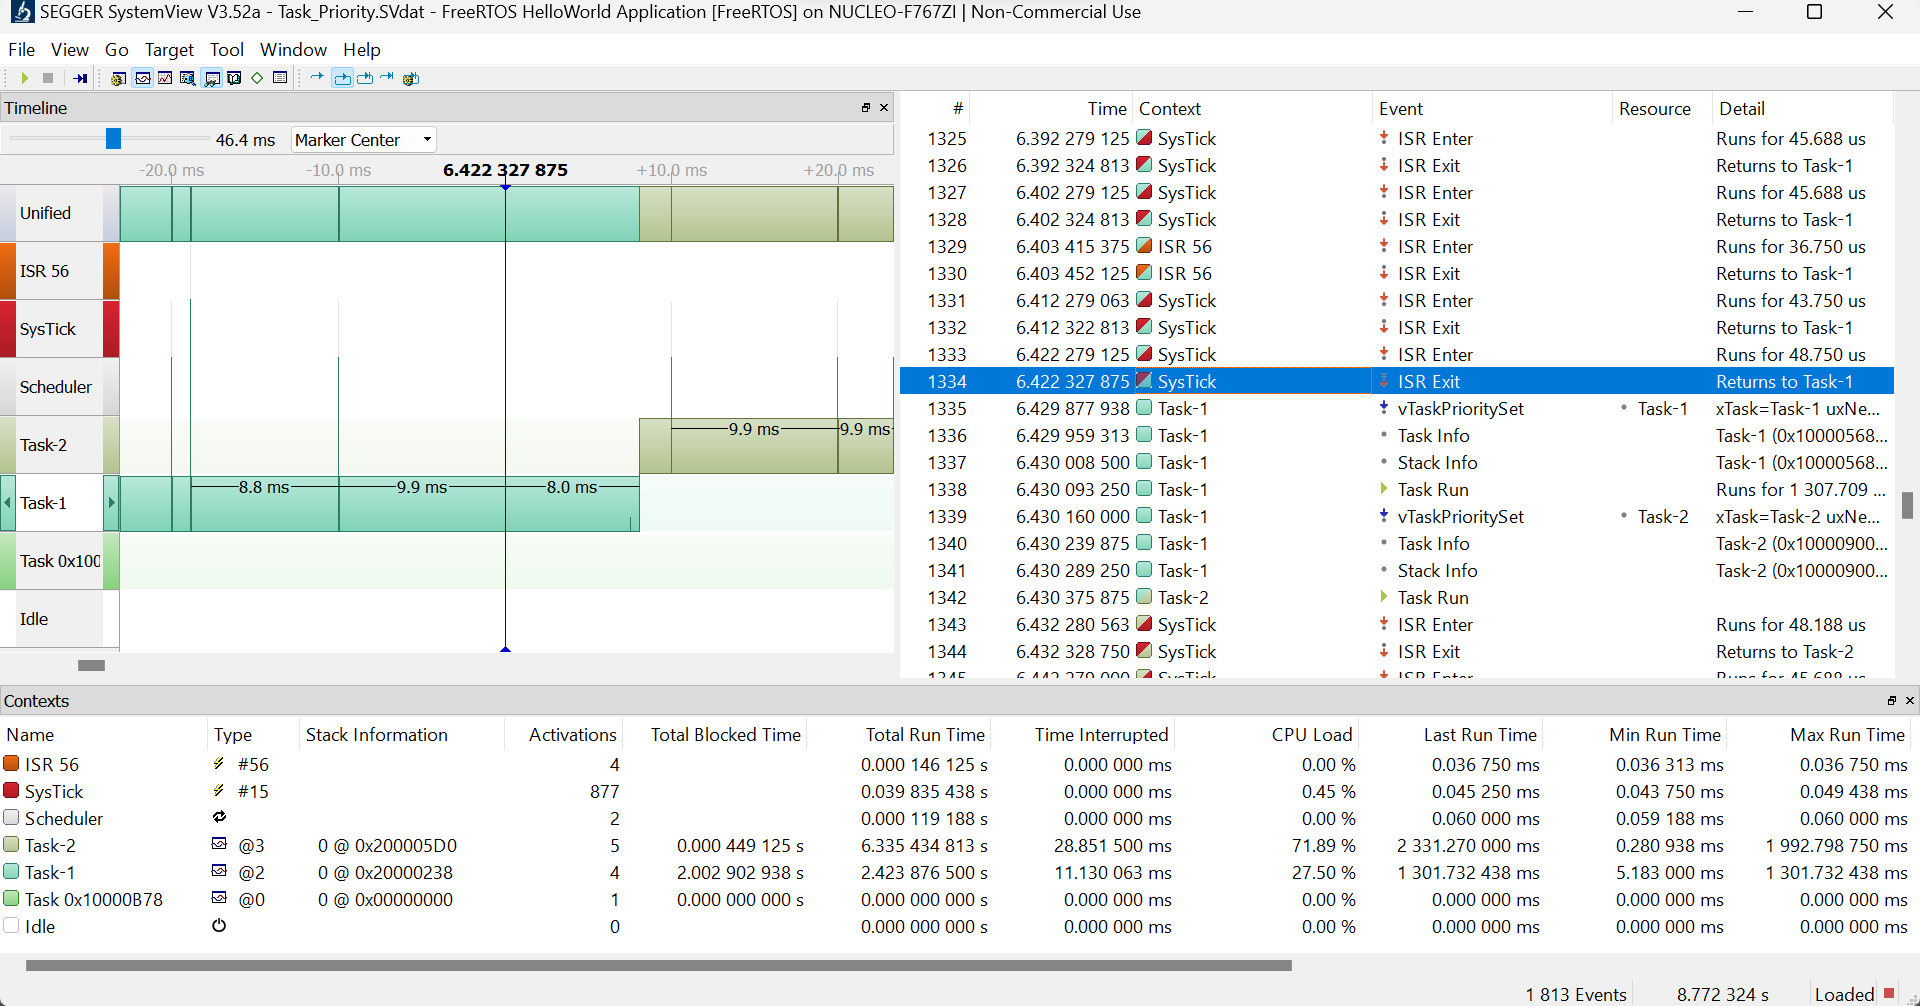 SEGGER SystemView V3.52a - Task_Priority.SVdat - FreeRTOS HelloWorld Application [FreeRTOS] on NUCLEO-F767ZI | Non-Commercial Use
File View Go Target Tool Window Help
Timeline
46.4 ms Marker Center
-20.0 ms -10.0 ms 6.422 327 875 +10.0 ms +20.0 ms
Unified
ISR 56
SysTick
Scheduler
Task-2 9.9 ms 9.9 ms
Task-1 8.8 ms 9.9 ms 8.0 ms
Task 0x100
Idle
# Time Context Event Resource Detail
1325 6.392 279 125 SysTick ISR Enter Runs for 45.688 us
1326 6.392 324 813 SysTick ISR Exit Returns to Task-1
1327 6.402 279 125 SysTick ISR Enter Runs for 45.688 us
1328 6.402 324 813 SysTick ISR Exit Returns to Task-1
1329 6.403 415 375 ISR 56 ISR Enter Runs for 36.750 us
1330 6.403 452 125 ISR 56 ISR Exit Returns to Task-1
1331 6.412 279 063 SysTick ISR Enter Runs for 43.750 us
1332 6.412 322 813 SysTick ISR Exit Returns to Task-1
1333 6.422 279 125 SysTick ISR Enter Runs for 48.750 us
1334 6.422 327 875 SysTick ISR Exit Returns to Task-1
1335 6.429 877 938 Task-1 vTaskPrioritySet Task-1 xTask=Task-1 uxNe...
1336 6.429 959 313 Task-1 Task Info Task-1 (0x10000568...
1337 6.430 008 500 Task-1 Stack Info Task-1 (0x10000568...
1338 6.430 093 250 Task-1 Task Run Runs for 1 307.709 ...
1339 6.430 160 000 Task-1 vTaskPrioritySet Task-2 xTask=Task-2 uxNe...
1340 6.430 239 875 Task-1 Task Info Task-2 (0x10000900...
1341 6.430 289 250 Task-1 Stack Info Task-2 (0x10000900...
1342 6.430 375 875 Task-2 Task Run
1343 6.432 280 563 SysTick ISR Enter Runs for 48.188 us
1344 6.432 328 750 SysTick ISR Exit Returns to Task-2
1345 6.442 279 000 SysTick ISR Enter Runs for 45.688 us
Contexts
Name Type Stack Information Activations Total Blocked Time Total Run Time Time Interrupted CPU Load Last Run Time Min Run Time Max Run Time
ISR 56 #56 4 0.000 146 125 s 0.000 000 ms 0.00 % 0.036 750 ms 0.036 313 ms 0.036 750 ms
SysTick #15 877 0.039 835 438 s 0.000 000 ms 0.45 % 0.045 250 ms 0.043 750 ms 0.049 438 ms
Scheduler 2 0.000 119 188 s 0.000 000 ms 0.00 % 0.060 000 ms 0.059 188 ms 0.060 000 ms
Task-2 @3 0 @ 0x200005D0 5 0.000 449 125 s 6.335 434 813 s 28.851 500 ms 71.89 % 2 331.270 000 ms 0.280 938 ms 1 992.798 750 ms
Task-1 @2 0 @ 0x20000238 4 2.002 902 938 s 2.423 876 500 s 11.130 063 ms 27.50 % 1 301.732 438 ms 5.183 000 ms 1 301.732 438 ms
Task 0x10000B78 @0 0 @ 0x00000000 1 0.000 000 000 s 0.000 000 000 s 0.000 000 ms 0.00 % 0.000 000 ms 0.000 000 ms 0.000 000 ms
Idle 0 0.000 000 000 s 0.000 000 ms 0.00 % 0.000 000 ms 0.000 000 ms 0.000 000 ms
1 813 Events 8.772 324 s Loaded